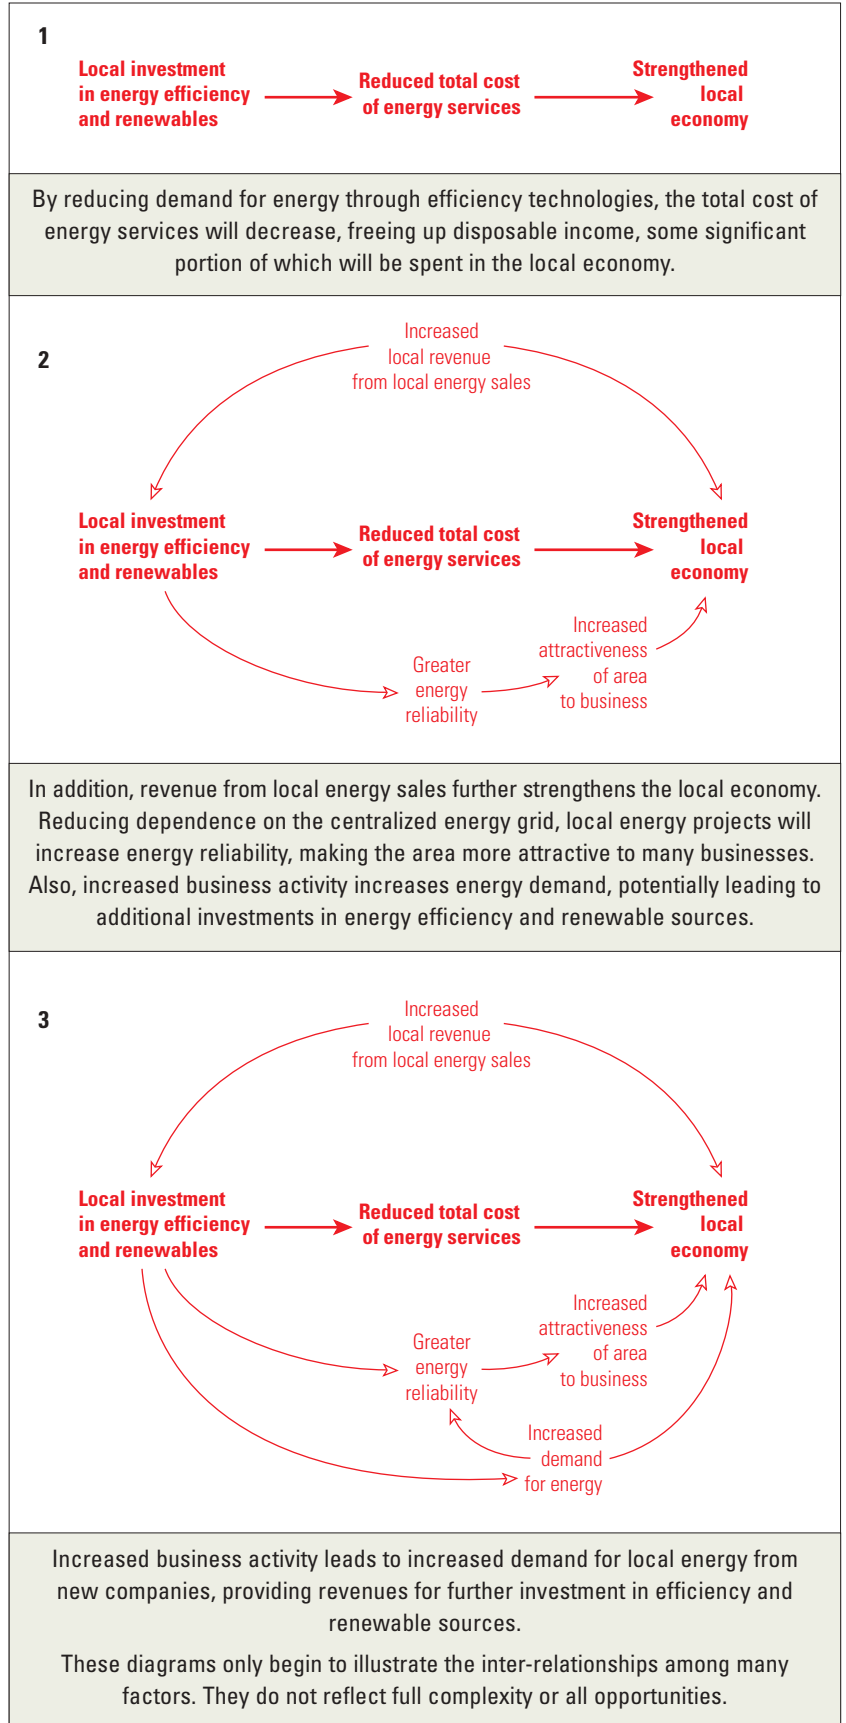 1
Local investment
in energy efficiency
and renewables
Reduced total cost
of energy services
Strengthened
local
economy
By reducing demand for energy through efficiency technologies, the total cost of
energy services will decrease, freeing up disposable income, some significant
portion of which will be spent in the local economy.
2
Increased
local revenue
from local energy sales
Local investment
in energy efficiency
and renewables
Reduced total cost
of energy services
Strengthened
local
economy
Greater
energy
reliability
Increased
attractiveness
of area
to business
In addition, revenue from local energy sales further strengthens the local economy.
Reducing dependence on the centralized energy grid, local energy projects will
increase energy reliability, making the area more attractive to many businesses.
Also, increased business activity increases energy demand, potentially leading to
additional investments in energy efficiency and renewable sources.
3
Increased
local revenue
from local energy sales
Local investment
in energy efficiency
and renewables
Reduced total cost
of energy services
Strengthened
local
economy
Greater
energy
reliability
Increased
attractiveness
of area
to business
Increased
demand
for energy
Increased business activity leads to increased demand for local energy from
new companies, providing revenues for further investment in efficiency and
renewable sources.
These diagrams only begin to illustrate the inter-relationships among many
factors. They do not reflect full complexity or all opportunities.